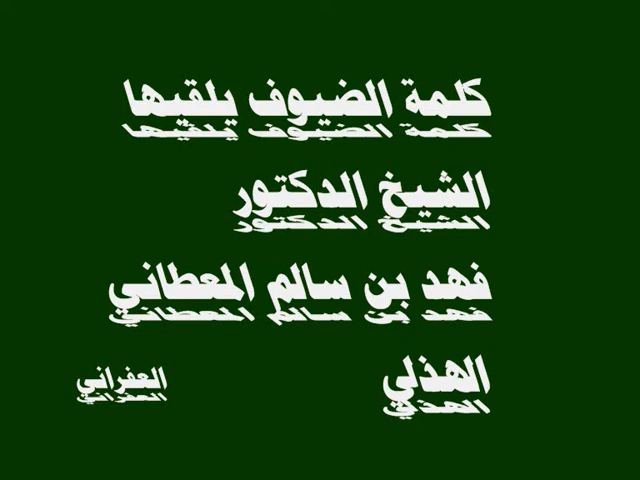 كلمة الضيوف يلقيها
الشيخ الدكتور
فهد بن سالم المعطاني
الهذلي
العفراني